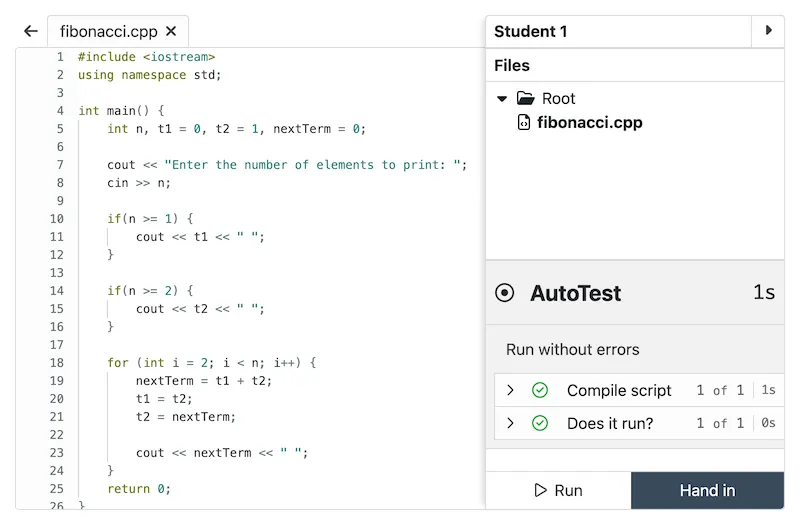 fibonacci.cpp
1 #include <iostream>
2 using namespace std;
3
4 int main() {
5     int n, t1 = 0, t2 = 1, nextTerm = 0;
6
7     cout << "Enter the number of elements to print: ";
8     cin >> n;
9
10     if(n >= 1) {
11         cout << t1 << " ";
12     }
13
14     if(n >= 2) {
15         cout << t2 << " ";
16     }
17
18     for (int i = 2; i < n; i++) {
19         nextTerm = t1 + t2;
20         t1 = t2;
21         t2 = nextTerm;
22
23         cout << nextTerm << " ";
24     }
25     return 0;
26 }
Student 1
Files
Root
fibonacci.cpp
AutoTest 1s
Run without errors
Compile script 1 of 1 1s
Does it run? 1 of 1 0s
Run Hand in